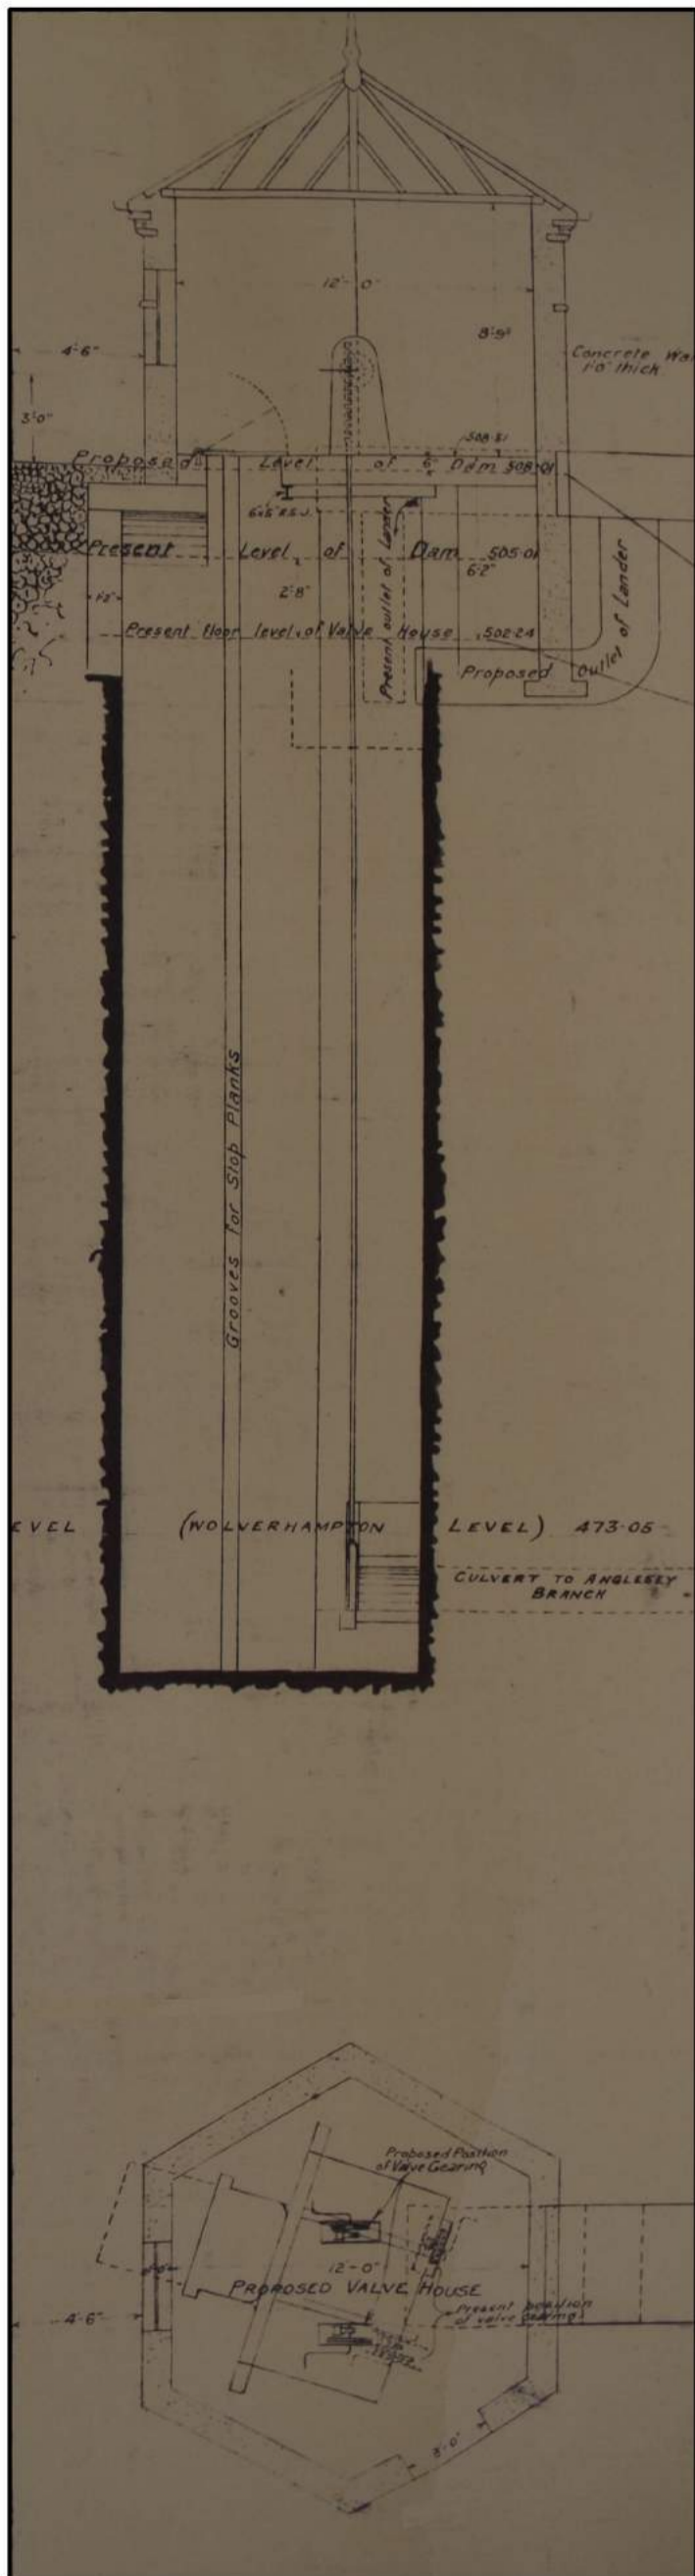 12'-0"
8'-9"
4'-6"
Concrete Wa
1'0" thick
3'-0"
508·51
Proposed Level of 6" Dam 508·01
6x5 R.S.J.
Present outlet of Lander
Present Level of Dam 505·01
6'-2"
2'-8"
Outlet of Lander
Present floor level of Valve House 502·24
Proposed
Grooves for Stop Planks
EVEL (WOLVERHAMPTON LEVEL) 473·05
CULVERT TO ANGLESEY
BRANCH
Proposed Position
of Valve Gearing
12-0"
PROPOSED VALVE HOUSE
Present position
of valve gearing
4-6"
3'-0"